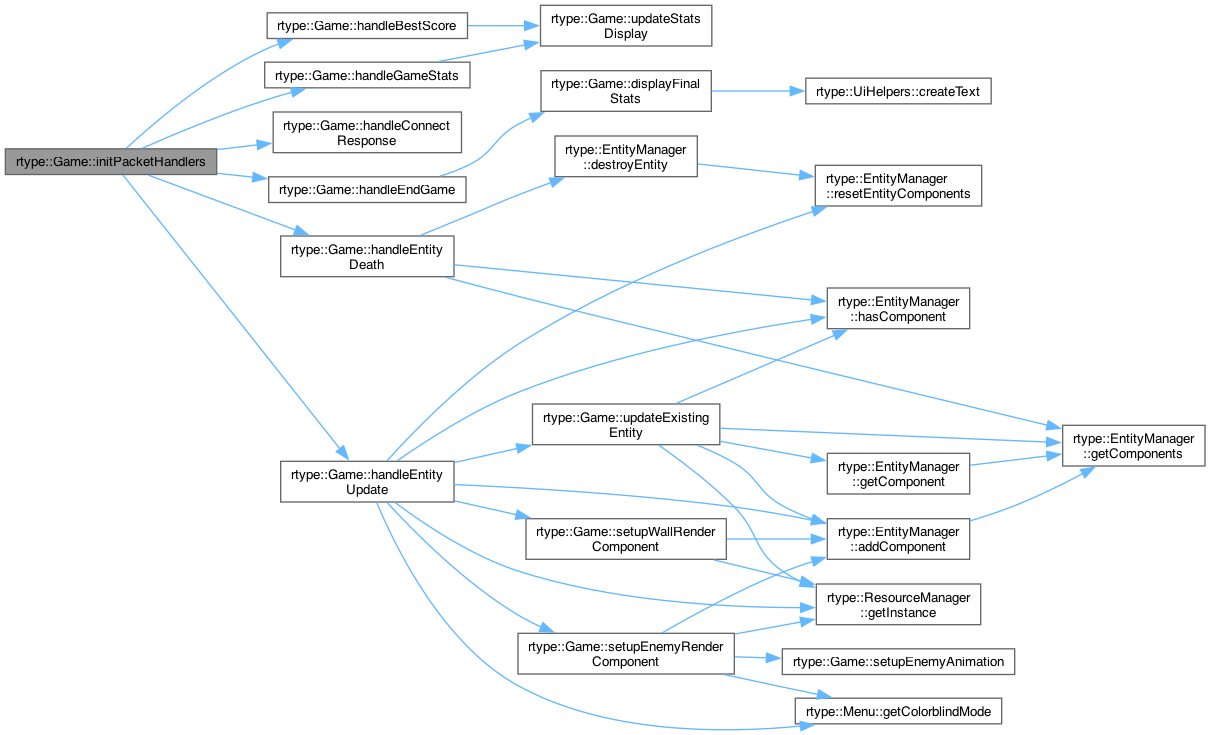 rtype::Game::initPacketHandlers
rtype::Game::handleBestScore
rtype::Game::handleGameStats
rtype::Game::handleConnect
Response
rtype::Game::handleEndGame
rtype::Game::handleEntity
Death
rtype::Game::handleEntity
Update
rtype::Game::updateStats
Display
rtype::Game::displayFinal
Stats
rtype::EntityManager
::destroyEntity
rtype::Game::updateExisting
Entity
rtype::Game::setupWallRender
Component
rtype::Game::setupEnemyRender
Component
rtype::UiHelpers::createText
rtype::EntityManager
::resetEntityComponents
rtype::EntityManager
::hasComponent
rtype::EntityManager
::getComponent
rtype::EntityManager
::addComponent
rtype::ResourceManager
::getInstance
rtype::Game::setupEnemyAnimation
rtype::Menu::getColorblindMode
rtype::EntityManager
::getComponents